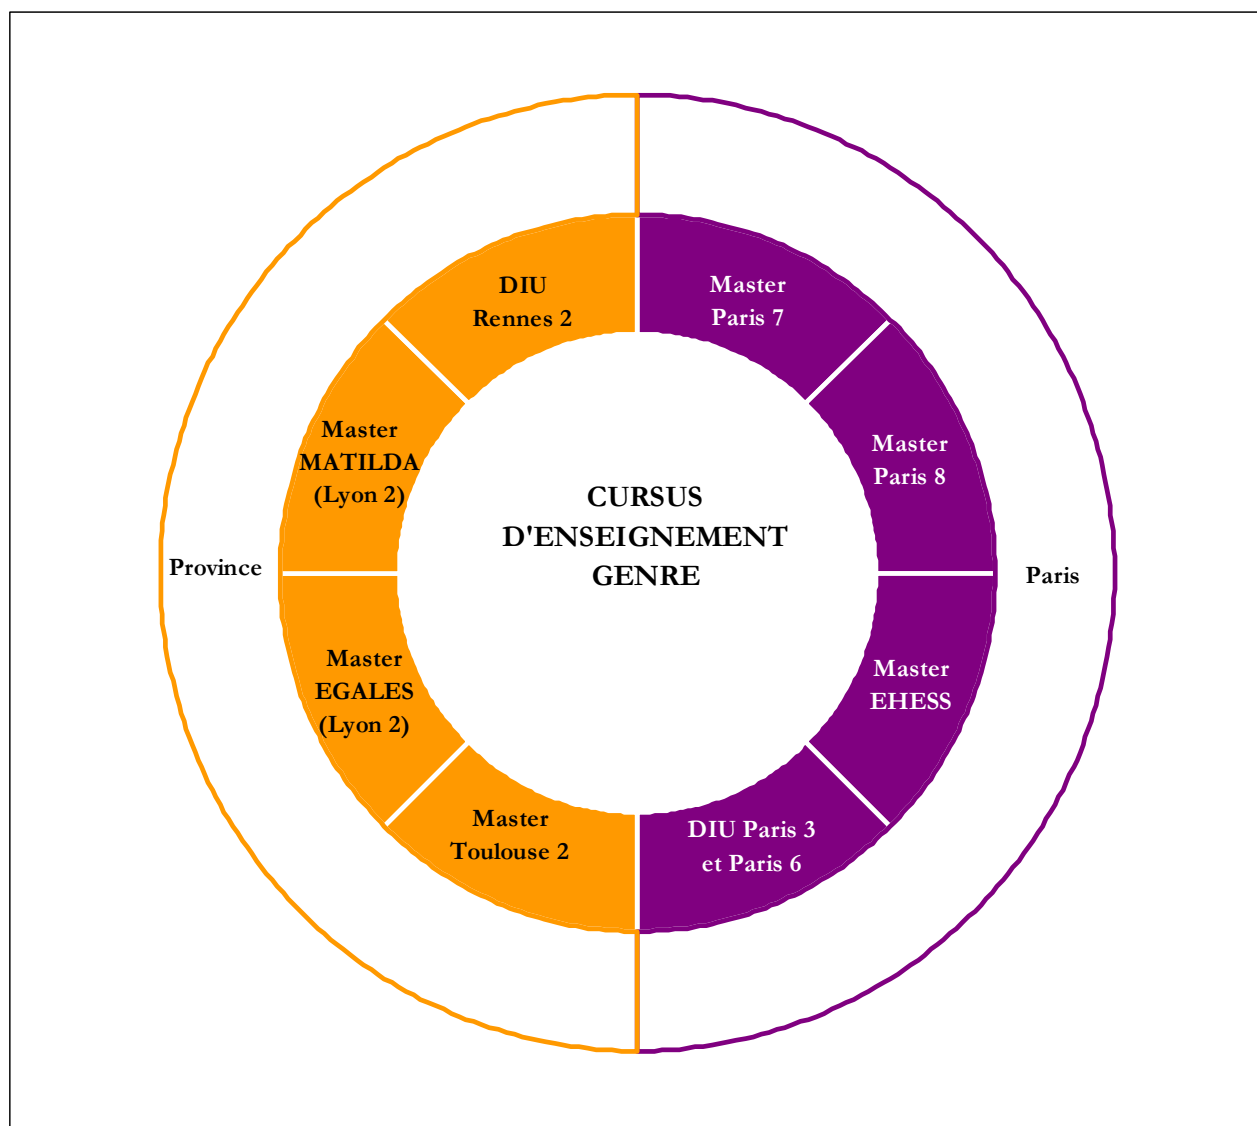 CURSUS
D'ENSEIGNEMENT
GENRE
Province
Paris
DIU
Rennes 2
Master
Paris 7
Master
MATILDA
(Lyon 2)
Master
Paris 8
Master
EGALES
(Lyon 2)
Master
EHESS
Master
Toulouse 2
DIU Paris 3
et Paris 6